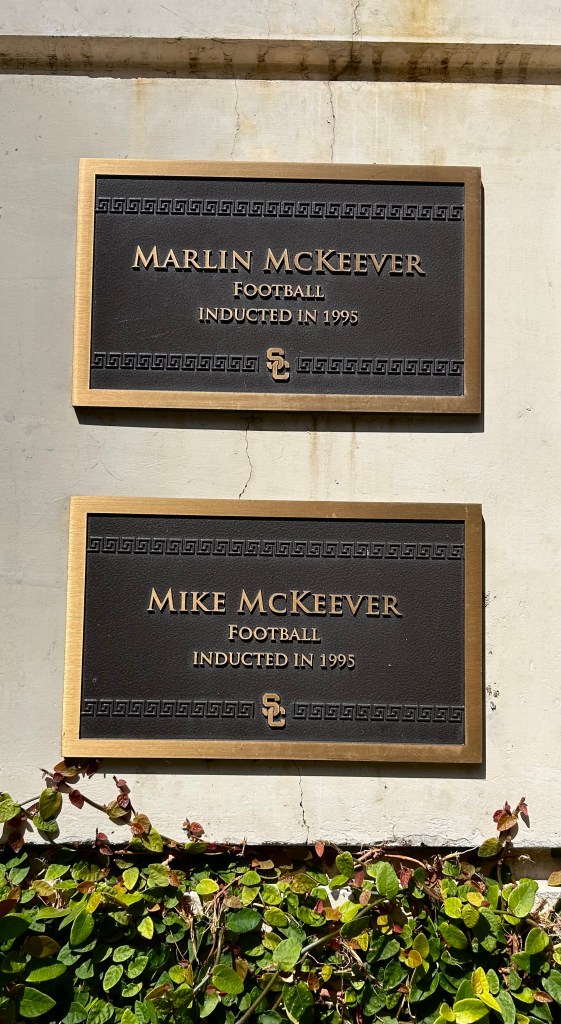 MARLIN MCKEEVER
FOOTBALL
INDUCTED IN 1995
SC
MIKE MCKEEVER
FOOTBALL
INDUCTED IN 1995
SC